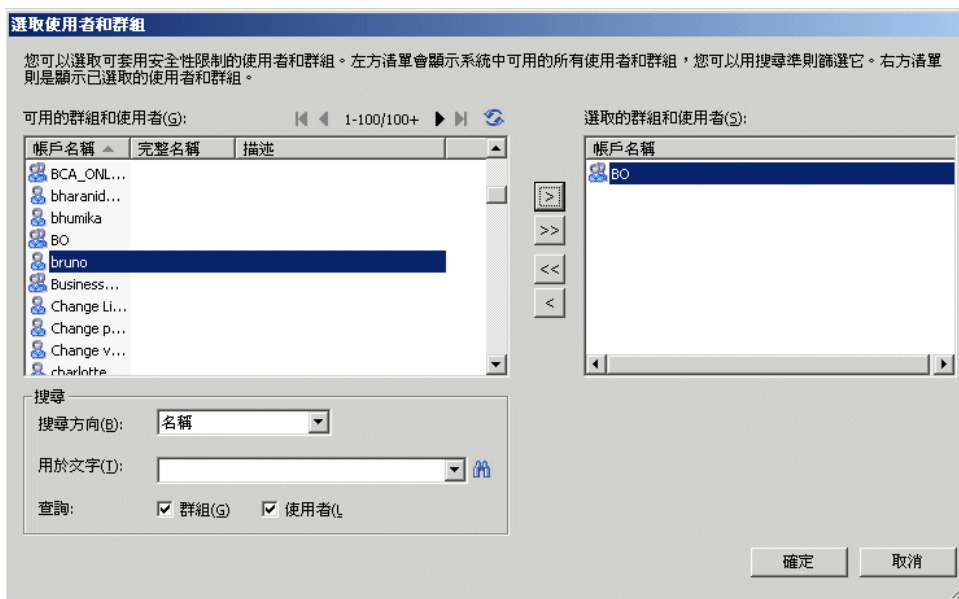 選取使用者和群組
您可以選取可套用安全性限制的使用者和群組。左方清單會顯示系統中可用的所有使用者和群組，您可以用搜尋準則篩選它。右方清單
則是顯示已選取的使用者和群組。
可用的群組和使用者(G): 1-100/100+
選取的群組和使用者(S):
帳戶名稱 完整名稱 描述
帳戶名稱
BCA_ONL...
BO
bharanid...
bhumika
BO
bruno
Business...
Change Li...
Change p...
Change v...
charlotte
> 
>>
<<
<
搜尋
搜尋方向(B): 名稱
用於文字(T):
查詢: 群組(G) 使用者(L
確定 取消